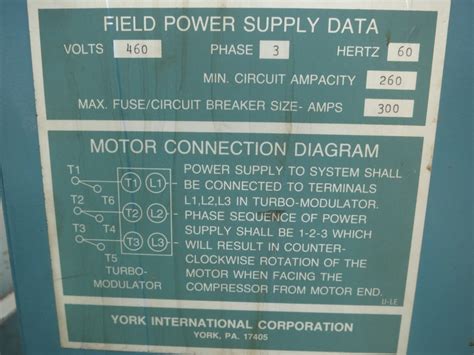 FIELD POWER SUPPLY DATA
VOLTS 460 PHASE 3 HERTZ 60
MIN. CIRCUIT AMPACITY 260
MAX. FUSE/CIRCUIT BREAKER SIZE- AMPS 300
MOTOR CONNECTION DIAGRAM
T1 T1 L1
T6
T2 T2 L2
T4
T3 T3 L3
T5
TURBO-
MODULATOR
POWER SUPPLY TO SYSTEM SHALL
BE CONNECTED TO TERMINALS
L1,L2,L3 IN TURBO-MODULATOR.
PHASE SEQUENCE OF POWER
SUPPLY SHALL BE 1-2-3 WHICH
WILL RESULT IN COUNTER-
CLOCKWISE ROTATION OF THE
MOTOR WHEN FACING THE
COMPRESSOR FROM MOTOR END.
YORK INTERNATIONAL CORPORATION
YORK, PA. 17405